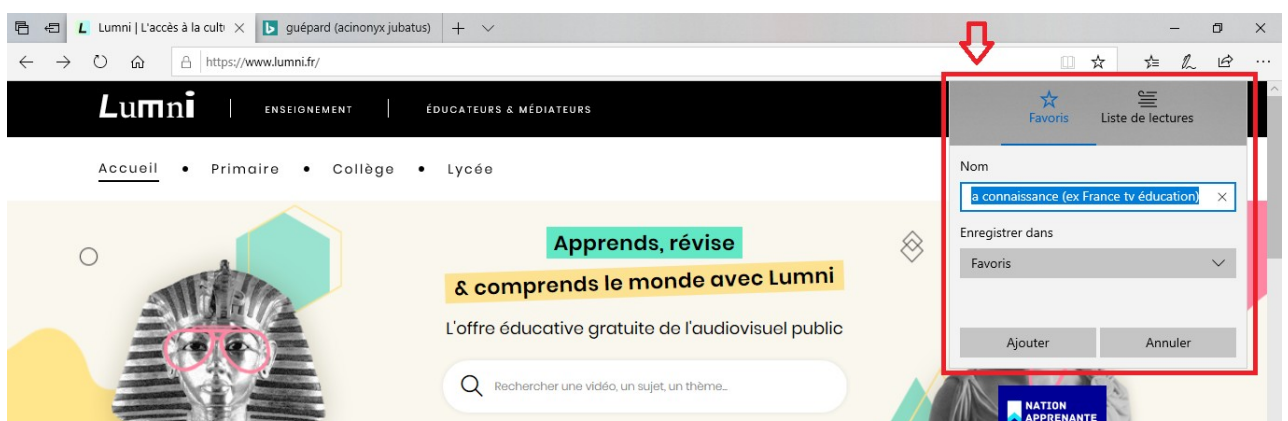 Lumni | L'accès à la cult
guépard (acinonyx jubatus)
https://www.lumni.fr/
Lumni
ENSEIGNEMENT
ÉDUCATEURS & MÉDIATEURS
Favoris
Liste de lectures
Accueil • Primaire • Collège • Lycée
Nom
a connaissance (ex France tv éducation)
Enregistrer dans
Favoris
Ajouter
Annuler
Apprends, révise
& comprends le monde avec Lumni
L'offre éducative gratuite de l'audiovisuel public
Rechercher une vidéo, un sujet, un thème...
NATION
APPRENANTE